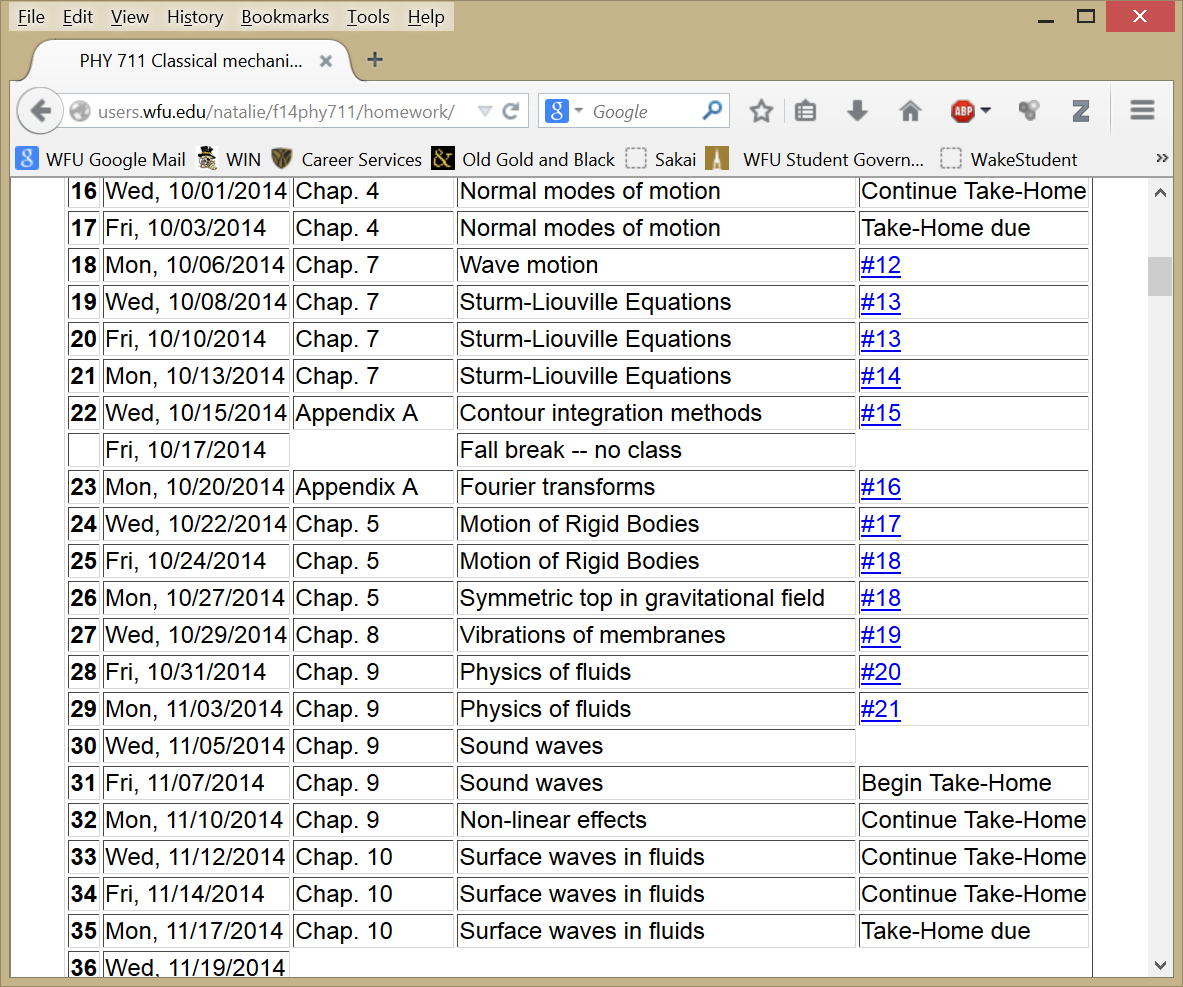 File Edit View History Bookmarks Tools Help
PHY 711 Classical mechani...
users.wfu.edu/natalie/f14phy711/homework/ 8 Google ABP Z
8 WFU Google Mail WIN Career Services & Old Gold and Black Sakai WFU Student Govern... WakeStudent »
16 Wed, 10/01/2014 Chap. 4 Normal modes of motion Continue Take-Home
17 Fri, 10/03/2014 Chap. 4 Normal modes of motion Take-Home due
18 Mon, 10/06/2014 Chap. 7 Wave motion #12
19 Wed, 10/08/2014 Chap. 7 Sturm-Liouville Equations #13
20 Fri, 10/10/2014 Chap. 7 Sturm-Liouville Equations #13
21 Mon, 10/13/2014 Chap. 7 Sturm-Liouville Equations #14
22 Wed, 10/15/2014 Appendix A Contour integration methods #15
Fri, 10/17/2014 Fall break -- no class
23 Mon, 10/20/2014 Appendix A Fourier transforms #16
24 Wed, 10/22/2014 Chap. 5 Motion of Rigid Bodies #17
25 Fri, 10/24/2014 Chap. 5 Motion of Rigid Bodies #18
26 Mon, 10/27/2014 Chap. 5 Symmetric top in gravitational field #18
27 Wed, 10/29/2014 Chap. 8 Vibrations of membranes #19
28 Fri, 10/31/2014 Chap. 9 Physics of fluids #20
29 Mon, 11/03/2014 Chap. 9 Physics of fluids #21
30 Wed, 11/05/2014 Chap. 9 Sound waves
31 Fri, 11/07/2014 Chap. 9 Sound waves Begin Take-Home
32 Mon, 11/10/2014 Chap. 9 Non-linear effects Continue Take-Home
33 Wed, 11/12/2014 Chap. 10 Surface waves in fluids Continue Take-Home
34 Fri, 11/14/2014 Chap. 10 Surface waves in fluids Continue Take-Home
35 Mon, 11/17/2014 Chap. 10 Surface waves in fluids Take-Home due
36 Wed, 11/19/2014